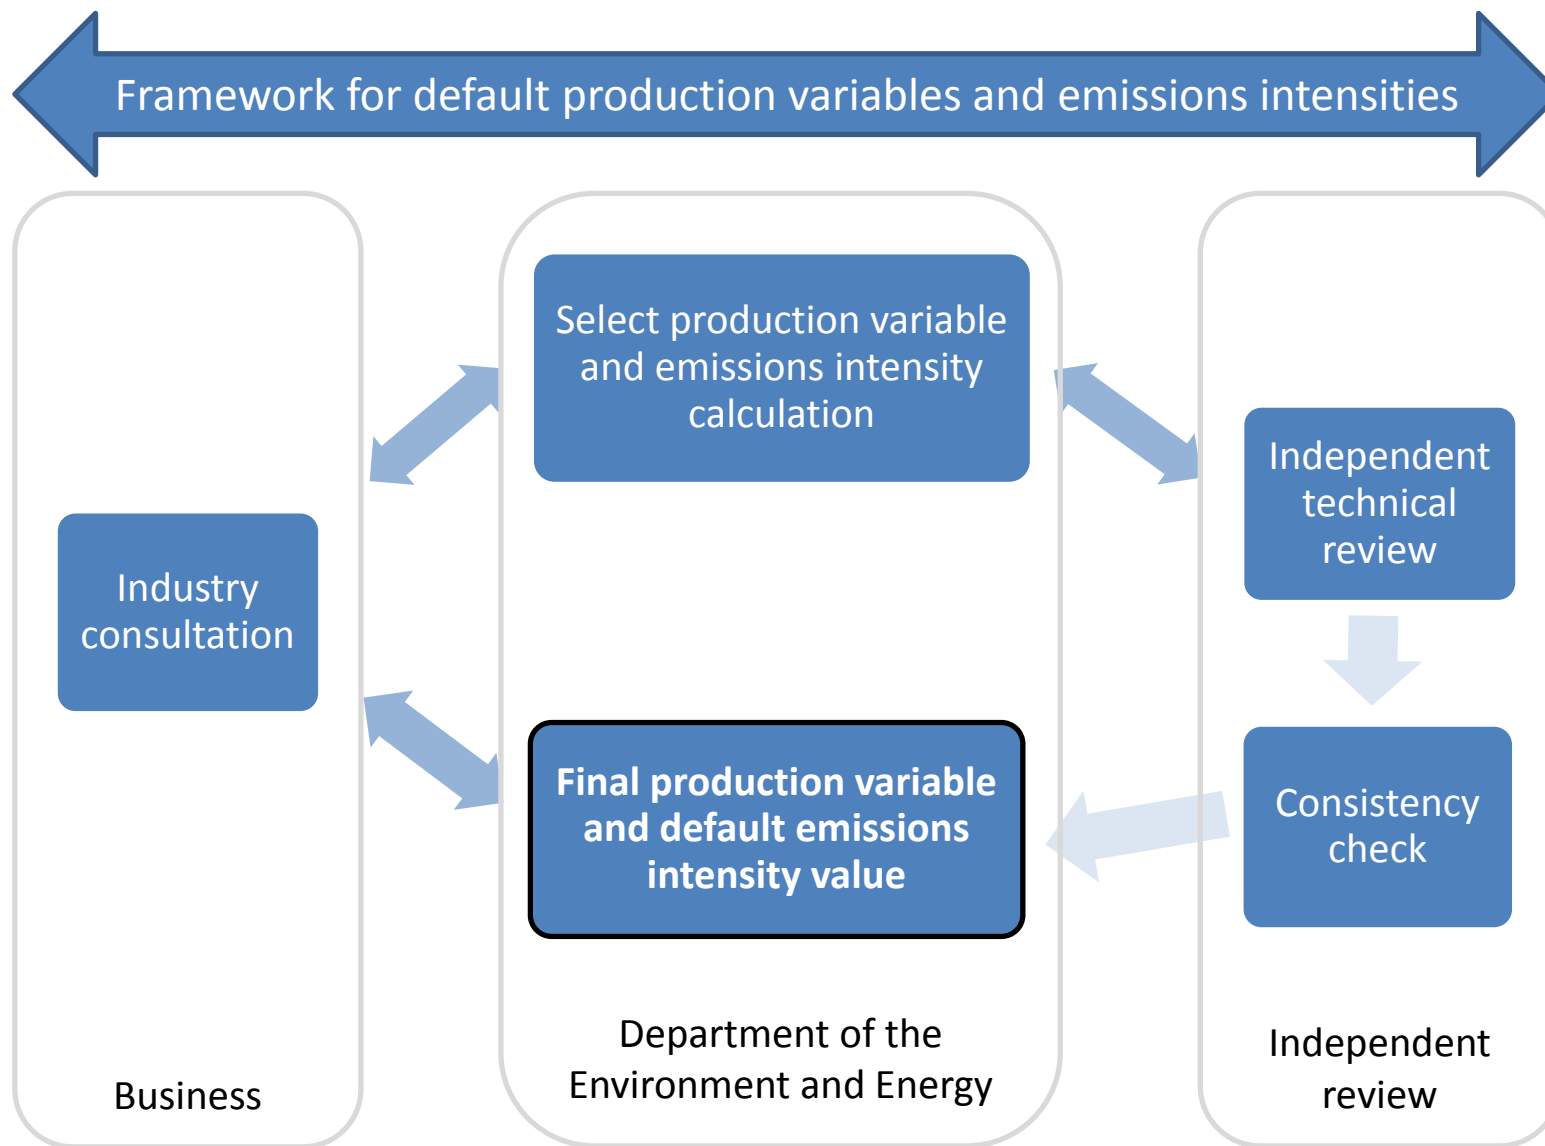 Framework for default production variables and emissions intensities
Select production variable
and emissions intensity
calculation
Independent
technical
review
Industry
consultation
Final production variable
and default emissions
intensity value
Consistency
check
Business
Department of the
Environment and Energy
Independent
review